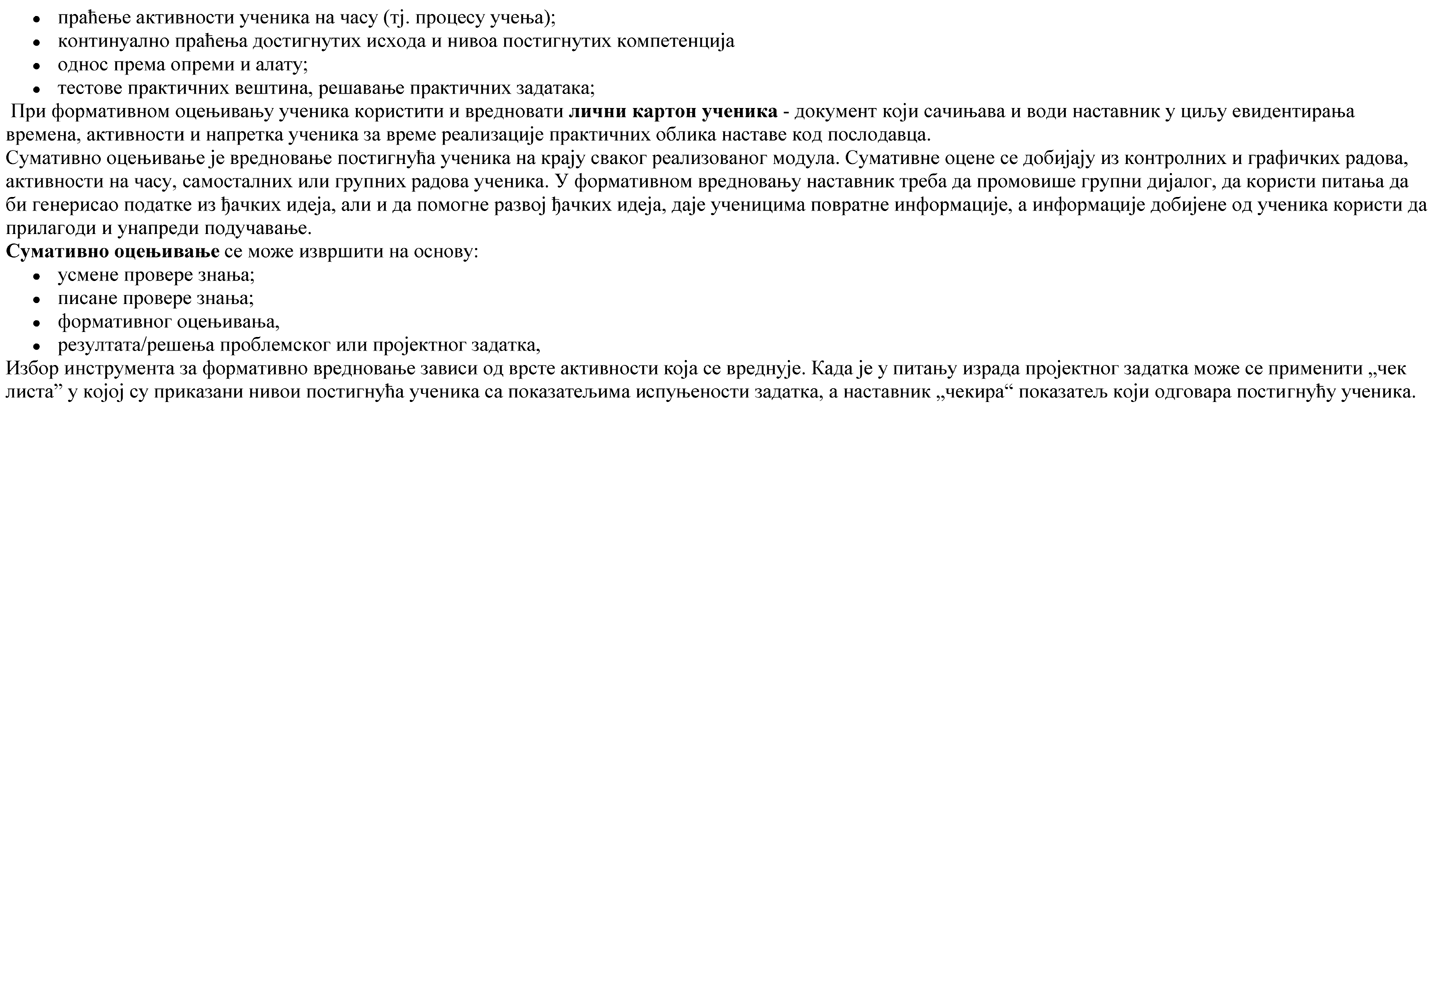 • праћење активности ученика на часу (тј. процесу учења);
• континуално праћења достигнутих исхода и нивоа постигнутих компетенција
• однос према опреми и алату;
• тестове практичних вештина, решавање практичних задатака;
При формативном оцењивању ученика користити и вредновати лични картон ученика - документ који сачињава и води наставник у циљу евидентирања
времена, активности и напретка ученика за време реализације практичних облика наставе код послодавца.
Сумативно оцењивање је вредновање постигнућа ученика на крају сваког реализованог модула. Сумативне оцене се добијају из контролних и графичких радова,
активности на часу, самосталних или групних радова ученика. У формативном вредновању наставник треба да промовише групни дијалог, да користи питања да
би генерисао податке из ђачких идеја, али и да помогне развој ђачких идеја, даје ученицима повратне информације, а информације добијене од ученика користи да
прилагоди и унапреди подучавање.
Сумативно оцењивање се може извршити на основу:
• усмене провере знања;
• писане провере знања;
• формативног оцењивања,
• резултата/решења проблемског или пројектног задатка,
Избор инструмента за формативно вредновање зависи од врсте активности која се вреднује. Када је у питању израда пројектног задатка може се применити „чек
листа” у којој су приказани нивои постигнућа ученика са показатељима испуњености задатка, а наставник „чекира“ показатељ који одговара постигнућу ученика.